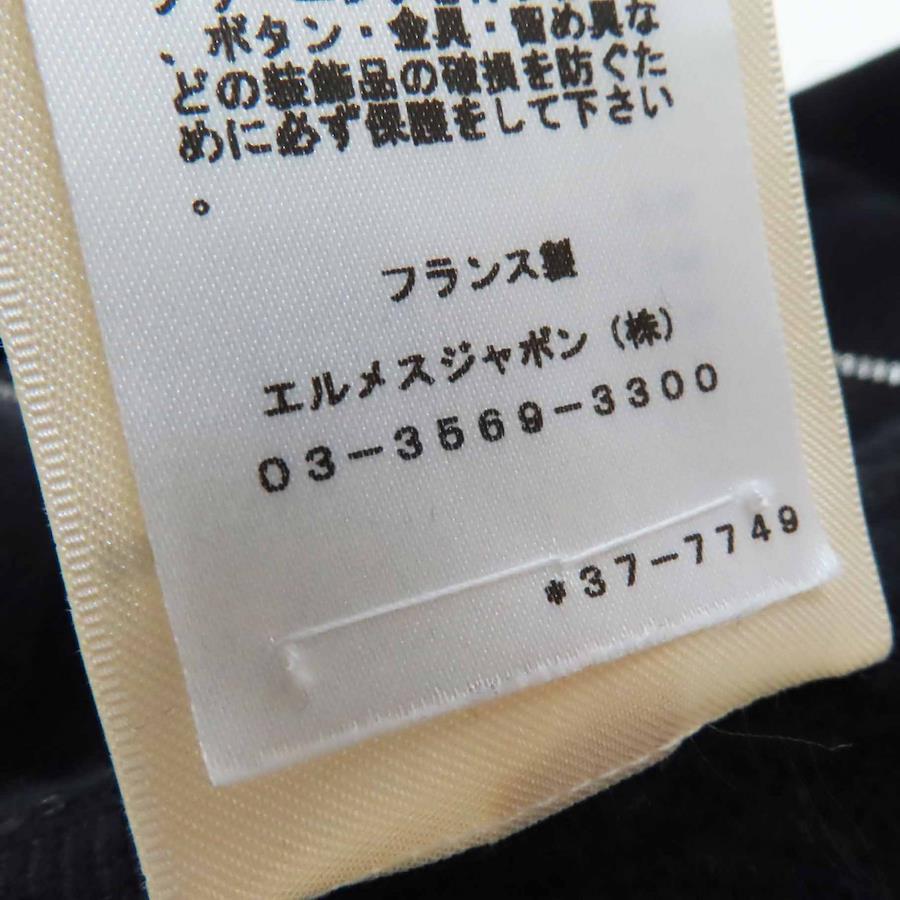 、ボタン・金具・留め具な
どの装飾品の破損を防ぐた
めに必ず保護をして下さい
。
フランス製
エルメスジャポン(株)
03-3569-3300
*37-7749